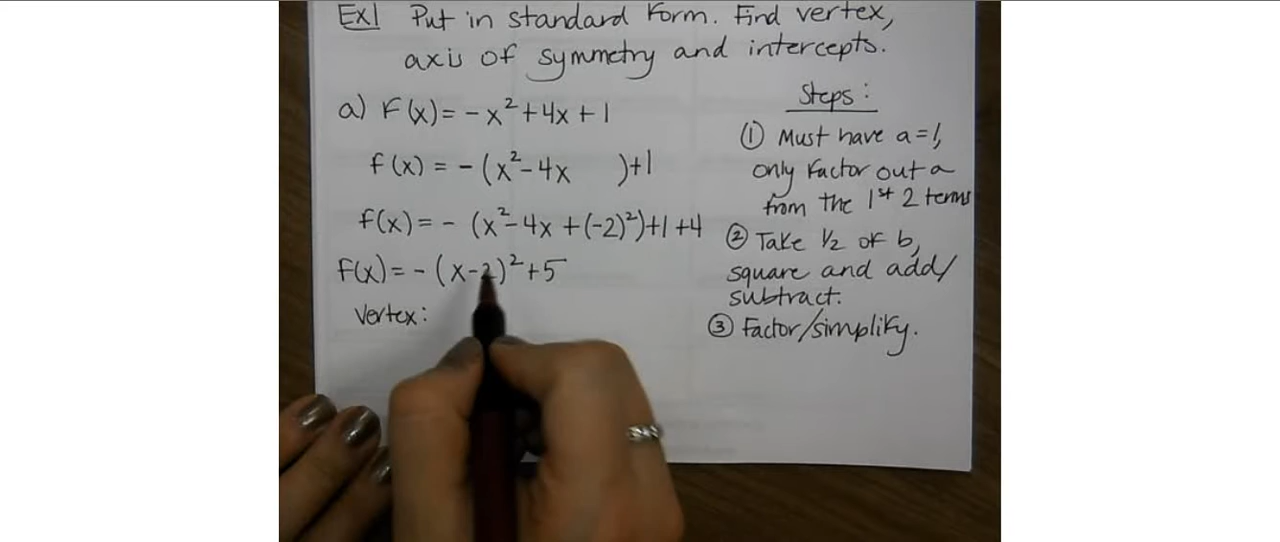 Ex1 Put in standard form. Find vertex,
axis of symmetry and intercepts.
a) F(x) = -x² + 4x + 1
f(x) = -(x² - 4x )+1
f(x) = - (x² - 4x + (-2)²)+1 +4
f(x) = - (x-2)² + 5
Vertex:
Steps:
① Must have a=1,
only factor out a
from the 1st 2 terms
② Take ½ of b,
square and add/
subtract.
③ Factor/simplify.